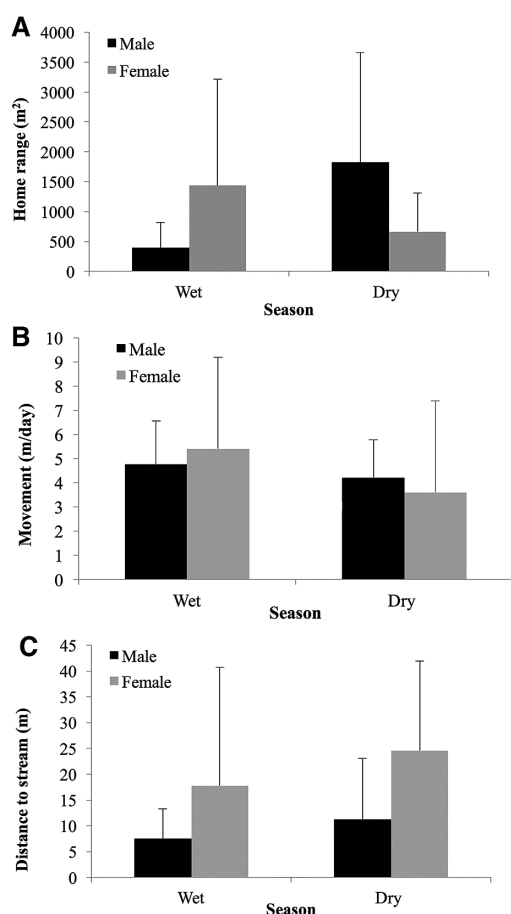 A
Male
Female
4000
3500
3000
2500
2000
1500
1000
500
0
Home range (m²)
Wet
Dry
Season
B
Male
Female
10
9
8
7
6
5
4
3
2
1
0
Movement (m/day)
Wet
Dry
Season
C
Male
Female
45
40
35
30
25
20
15
10
5
0
Distance to stream (m)
Wet
Dry
Season